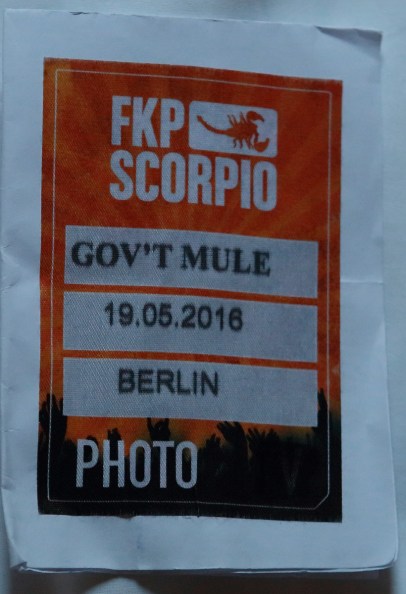 FKP
SCORPIO
GOV'T MULE
19.05.2016
BERLIN
PHOTO